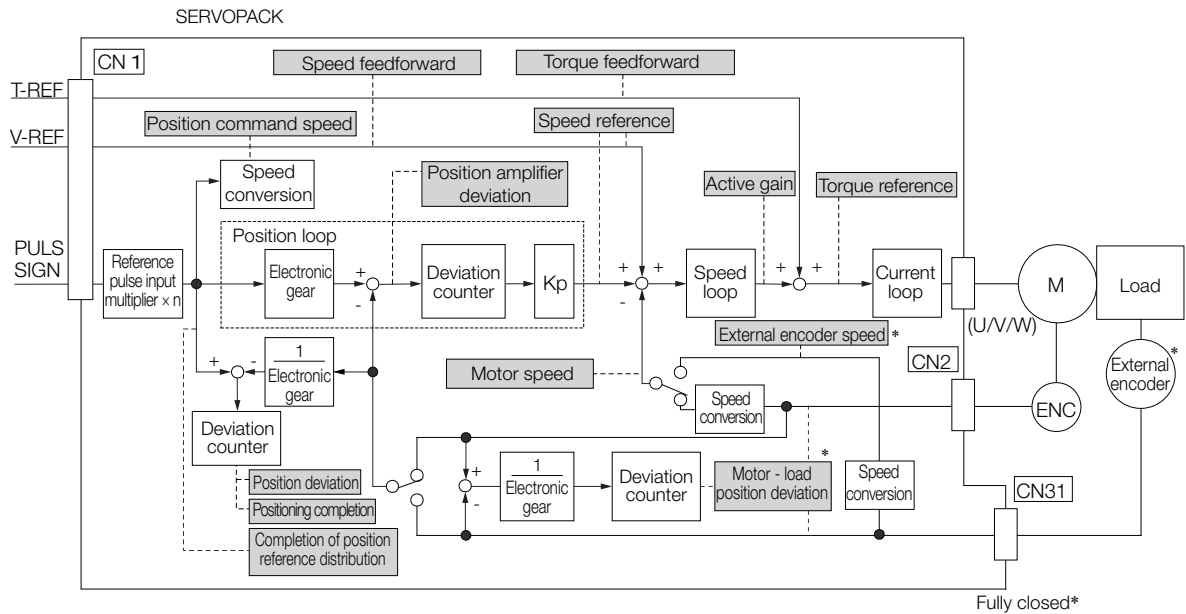 SERVOPACK
CN 1
Speed feedforward
Torque feedforward
T-REF
Position command speed
Speed reference
V-REF
Speed
conversion
Position amplifier
deviation
Active gain
Torque reference
PULS
SIGN
Reference
pulse input
multiplier × n
Position loop
Electronic
gear
+
-
Deviation
counter
Kp
+
+
-
Speed
loop
+
+
Current
loop
M
Load
(U/V/W)
External encoder speed *
CN2
External
encoder
*
+
-
1
Electronic
gear
Motor speed
Speed
conversion
ENC
Deviation
counter
+
-
1
Electronic
gear
Deviation
counter
*
Motor - load
position deviation
Speed
conversion
CN31
Position deviation
Positioning completion
Completion of position
reference distribution
Fully closed*